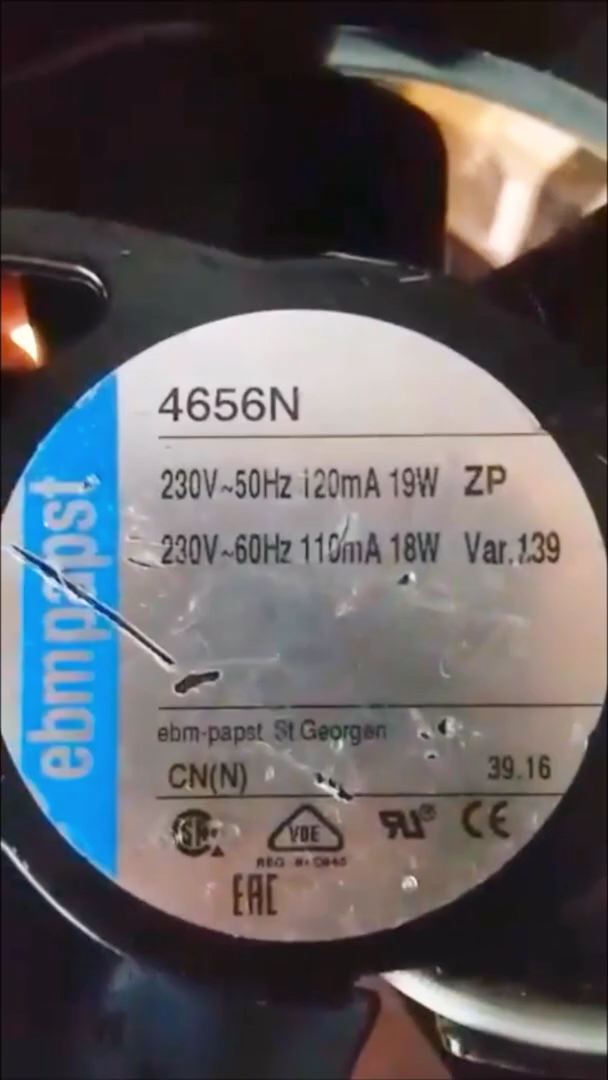 4656N
230V~50Hz 120mA 19W ZP
230V~60Hz 110mA 18W Var.139
ebmpapst
ebm-papst St Georgen
CN(N) 39.16
VDE CE
EAC